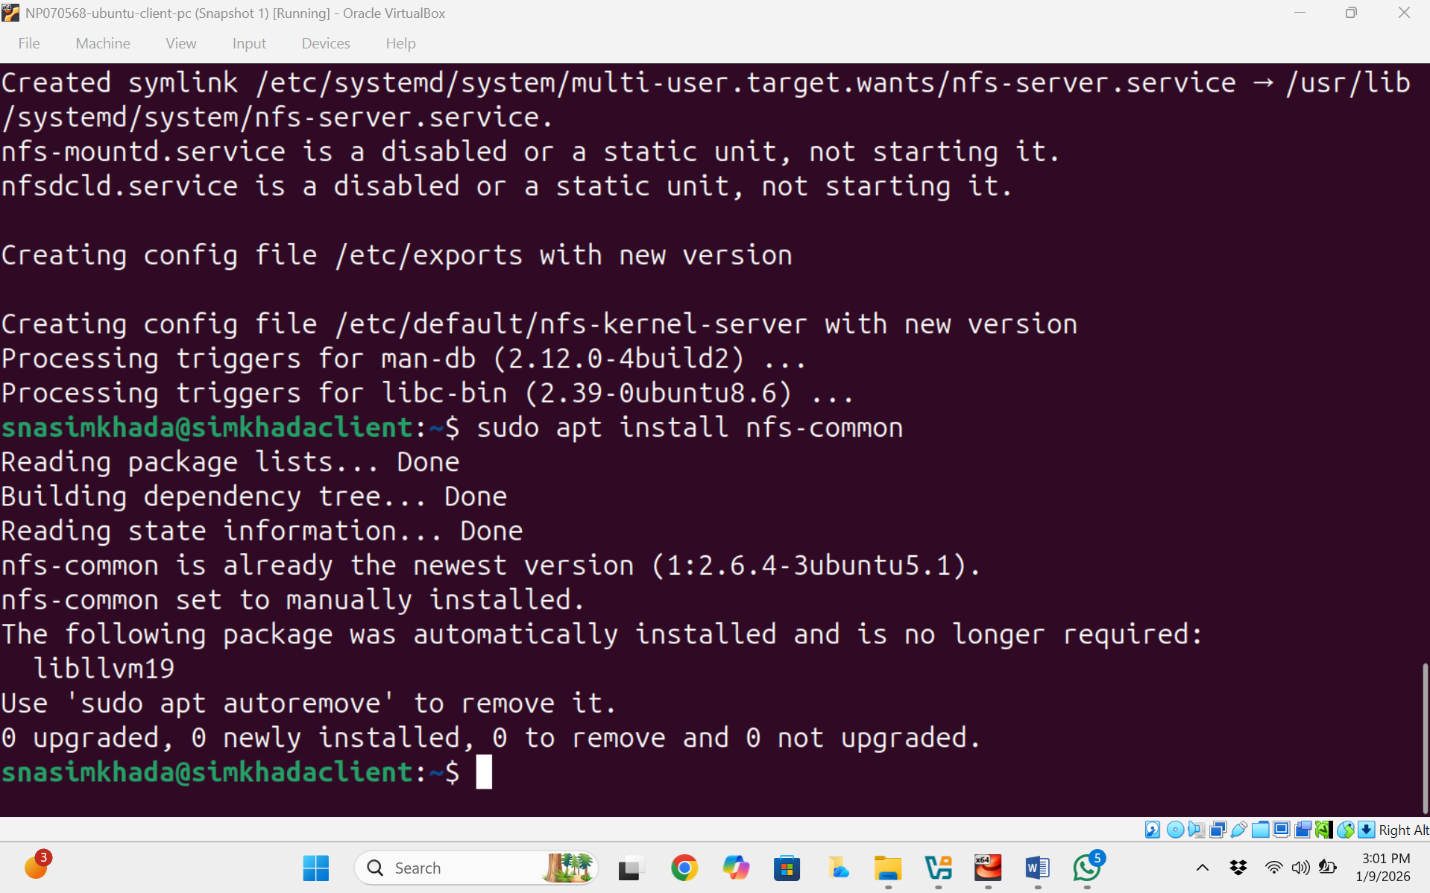 NP070568-ubuntu-client-pc (Snapshot 1) [Running] - Oracle VirtualBox
File Machine View Input Devices Help
Created symlink /etc/systemd/system/multi-user.target.wants/nfs-server.service → /usr/lib
/systemd/system/nfs-server.service.
nfs-mountd.service is a disabled or a static unit, not starting it.
nfsdcld.service is a disabled or a static unit, not starting it.
Creating config file /etc/exports with new version
Creating config file /etc/default/nfs-kernel-server with new version
Processing triggers for man-db (2.12.0-4build2) ...
Processing triggers for libc-bin (2.39-0ubuntu8.6) ...
snasimkhada@simkhadaclient:~$ sudo apt install nfs-common
Reading package lists... Done
Building dependency tree... Done
Reading state information... Done
nfs-common is already the newest version (1:2.6.4-3ubuntu5.1).
nfs-common set to manually installed.
The following package was automatically installed and is no longer required:
  libllvm19
Use 'sudo apt autoremove' to remove it.
0 upgraded, 0 newly installed, 0 to remove and 0 not upgraded.
snasimkhada@simkhadaclient:~$
Right Alt
3
Search
x64
W
5
3:01 PM
1/9/2026